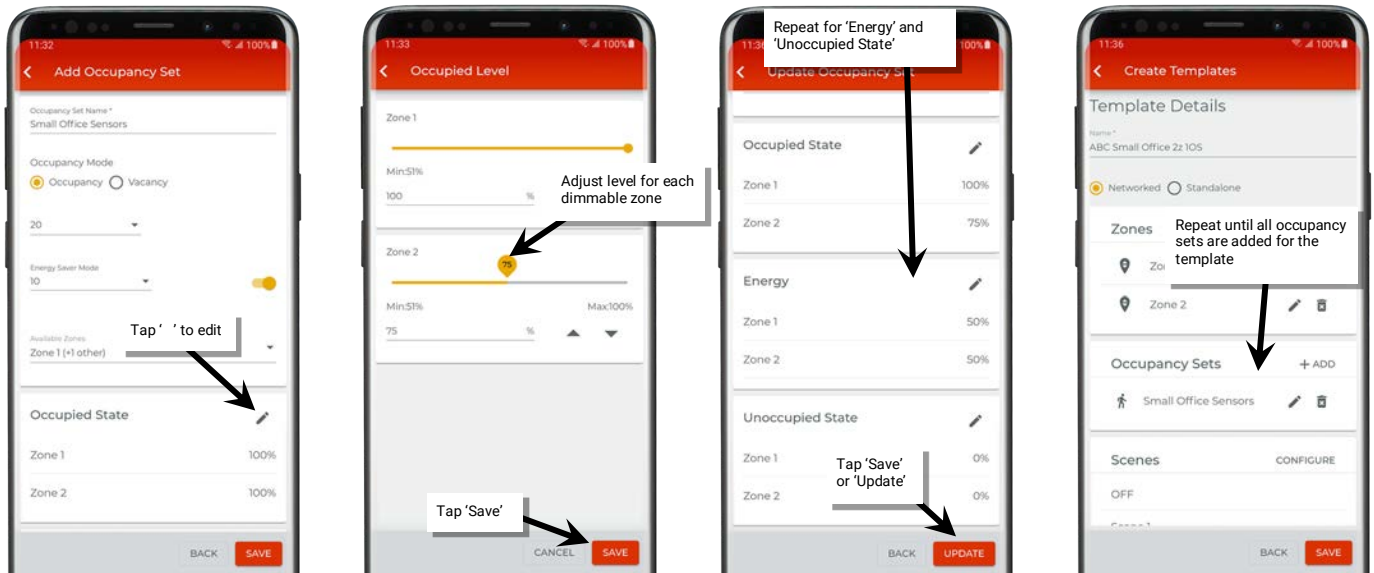 11:32
100%
Add Occupancy Set
Occupancy Set Name *
Small Office Sensors
Occupancy Mode
Occupancy
Vacancy
20
Energy Saver Mode
10
Available Zones
Zone 1 (+1 other)
Tap ‘ ’ to edit
Occupied State
Zone 1 100%
Zone 2 100%
BACK SAVE
11:33
100%
Occupied Level
Zone 1
Min:51%
100 %
Adjust level for each
dimmable zone
Zone 2
75
Min:51% Max:100%
75 %
Tap ‘Save’
CANCEL SAVE
Repeat for ‘Energy’ and
‘Unoccupied State’
100%
Update Occupancy Set
Occupied State
Zone 1 100%
Zone 2 75%
Energy
Zone 1 50%
Zone 2 50%
Unoccupied State
Zone 1 0%
Zone 2 0%
Tap ‘Save’
or ‘Update’
BACK UPDATE
11:36
100%
Create Templates
Template Details
Name *
ABC Small Office 2z 1OS
Networked Standalone
Zones
Repeat until all occupancy
sets are added for the
template
Zone 2
Occupancy Sets + ADD
Small Office Sensors
Scenes CONFIGURE
OFF
BACK SAVE